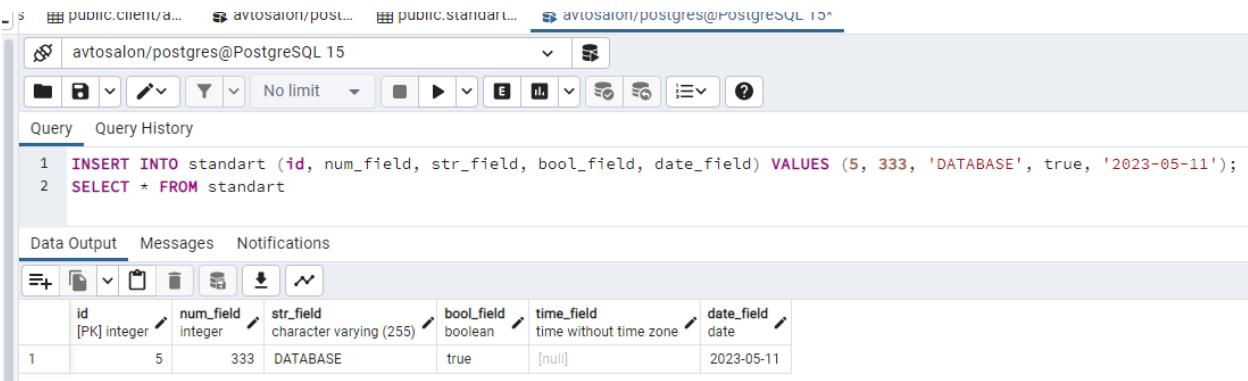 s public.client/a... avtosalon/post... public.standart... avtosalon/postgres@PostgreSQL 15*
avtosalon/postgres@PostgreSQL 15
No limit E
Query Query History
1 INSERT INTO standart (id, num_field, str_field, bool_field, date_field) VALUES (5, 333, 'DATABASE', true, '2023-05-11');
2 SELECT * FROM standart
Data Output Messages Notifications
id num_field str_field bool_field time_field date_field
[PK] integer integer character varying (255) boolean time without time zone date
1 5 333 DATABASE true [null] 2023-05-11